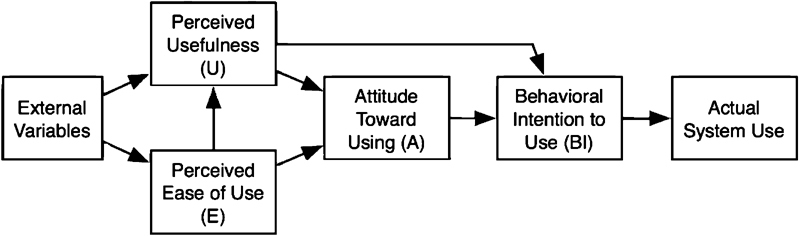 External
Variables
Perceived
Usefulness
(U)
Perceived
Ease of Use
(E)
Attitude
Toward
Using (A)
Behavioral
Intention to
Use (BI)
Actual
System Use